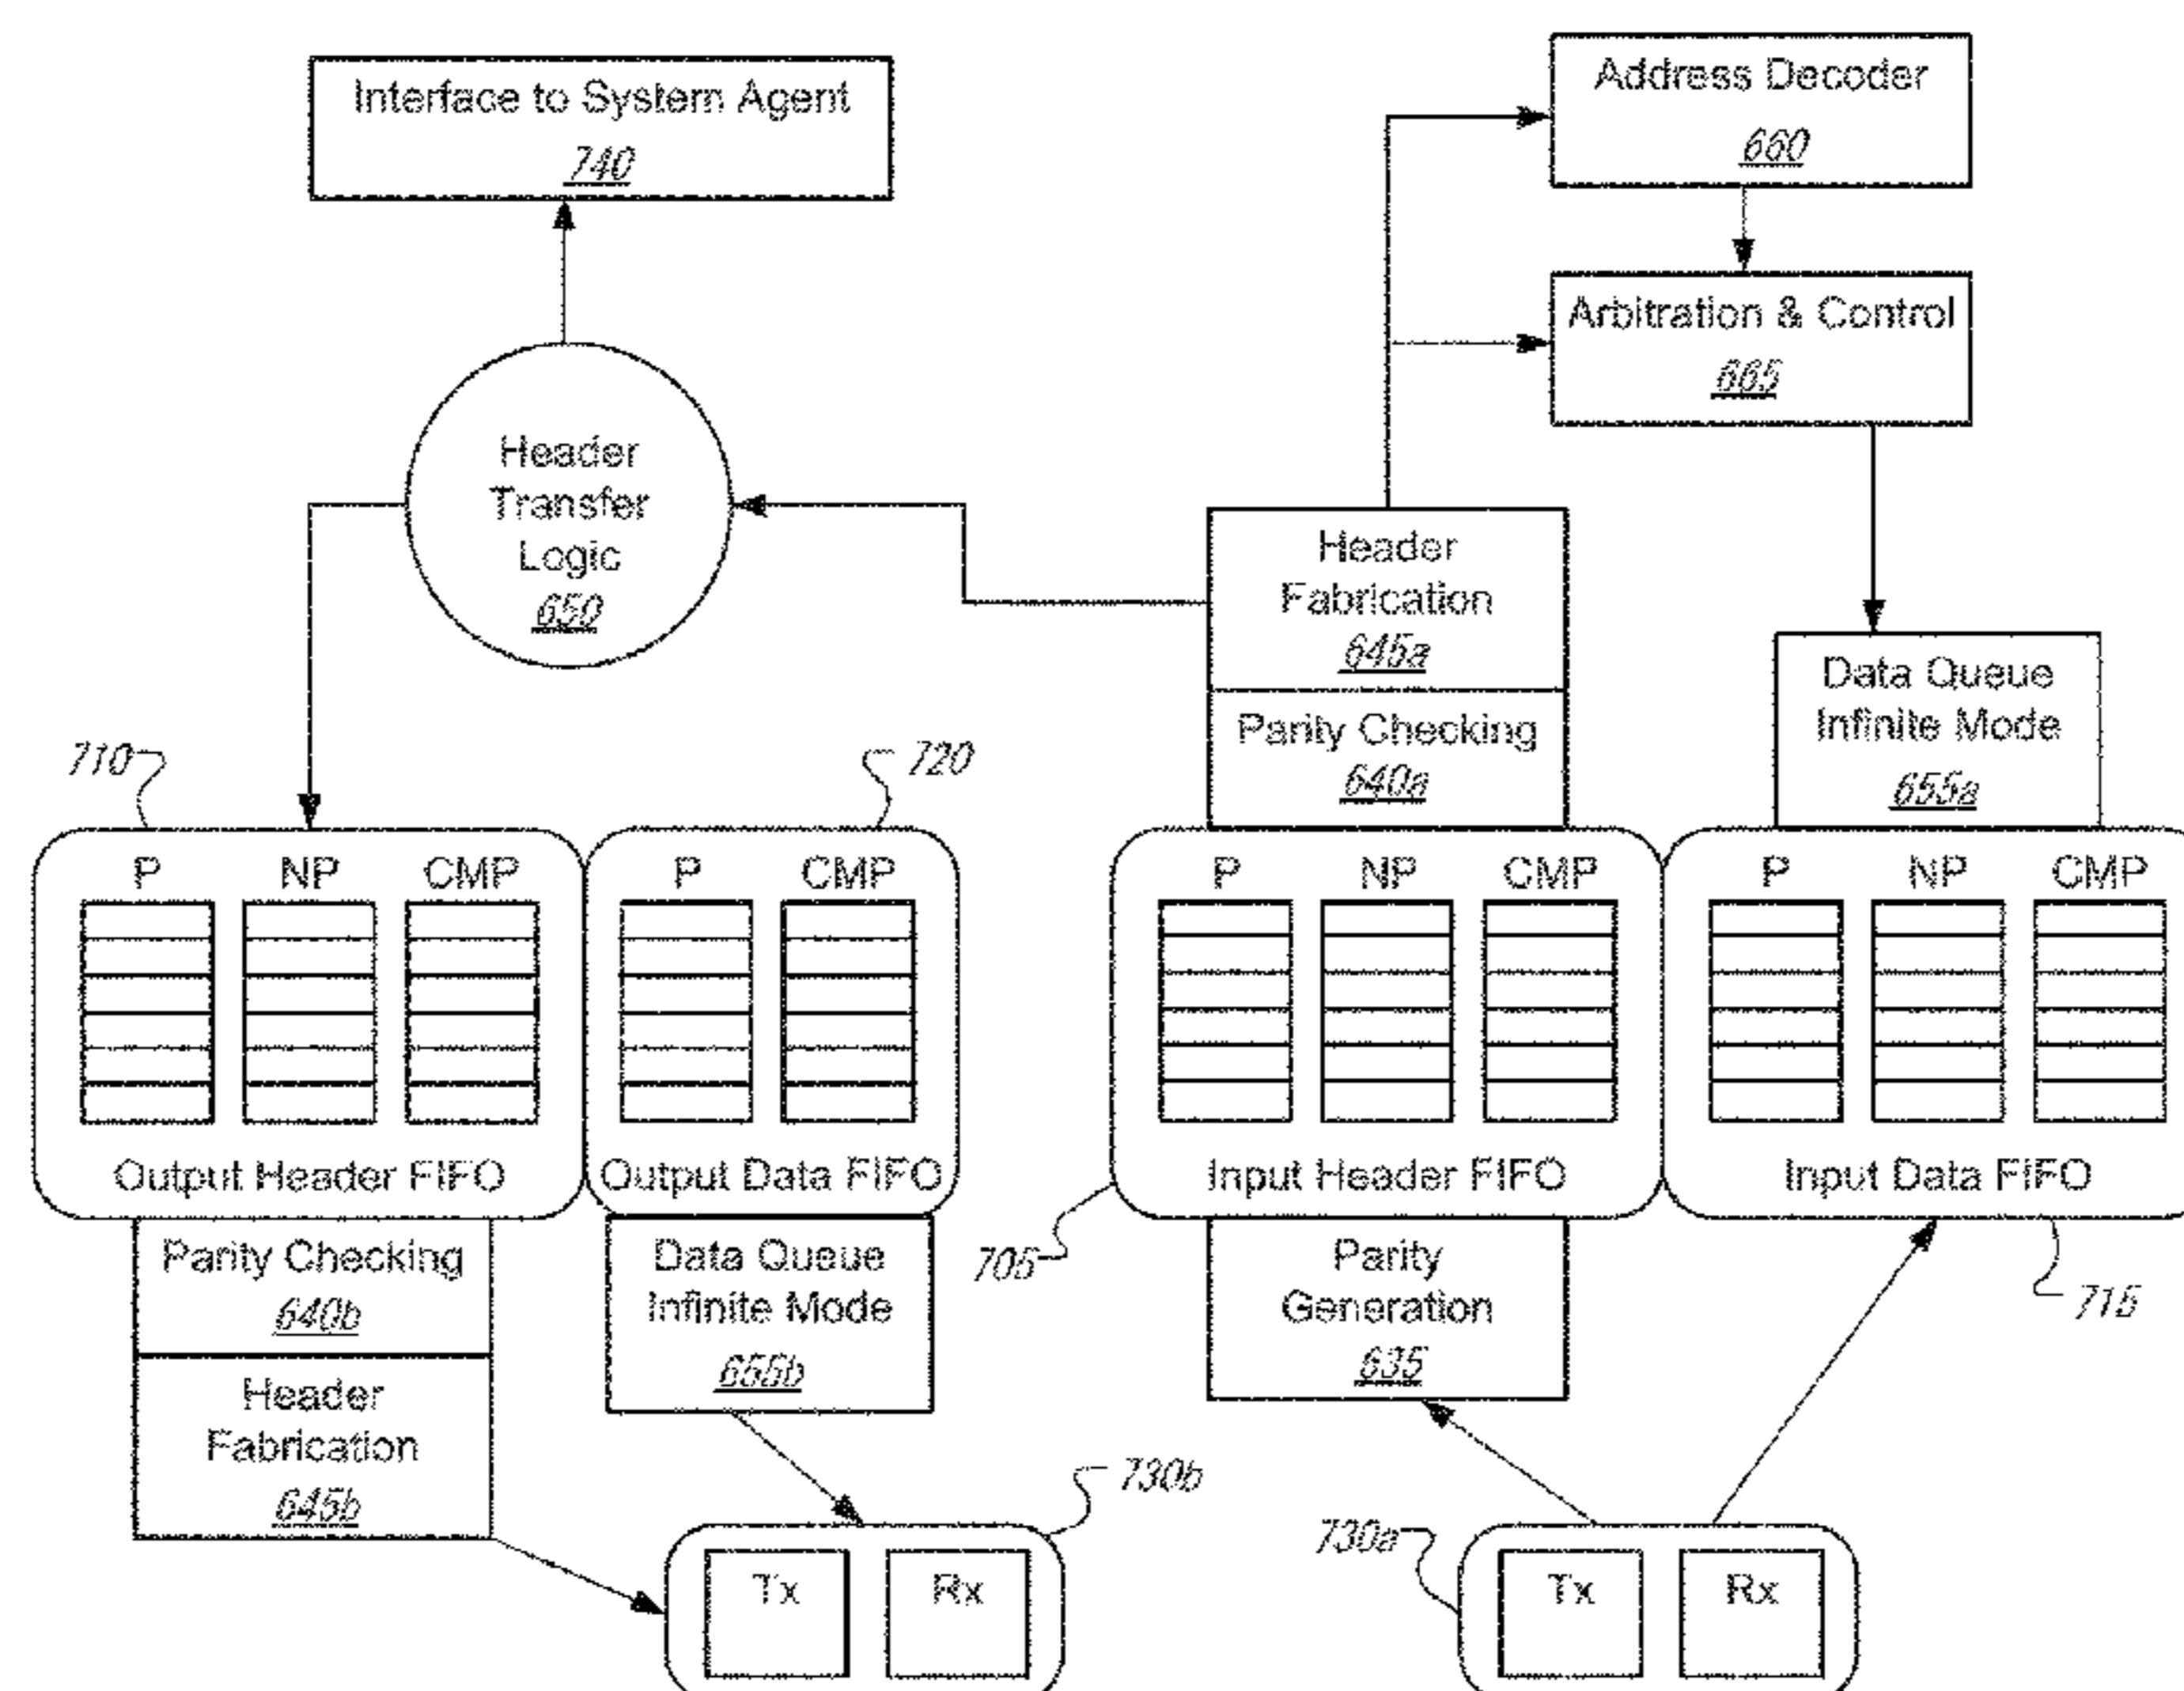 Interface to System Agent
740
Address Decoder
660
Arbitration & Control
665
Header
Transfer
Logic
650
Header
Fabrication
645a
Parity Checking
640a
Data Queue
Infinite Mode
655a
710
720
P NP CMP
Output Header FIFO
P CMP
Output Data FIFO
P NP CMP
Input Header FIFO
P NP CMP
Input Data FIFO
705
715
Parity Checking
640b
Header
Fabrication
645b
Data Queue
Infinite Mode
655b
Parity
Generation
635
730b
Tx Rx
730a
Tx Rx